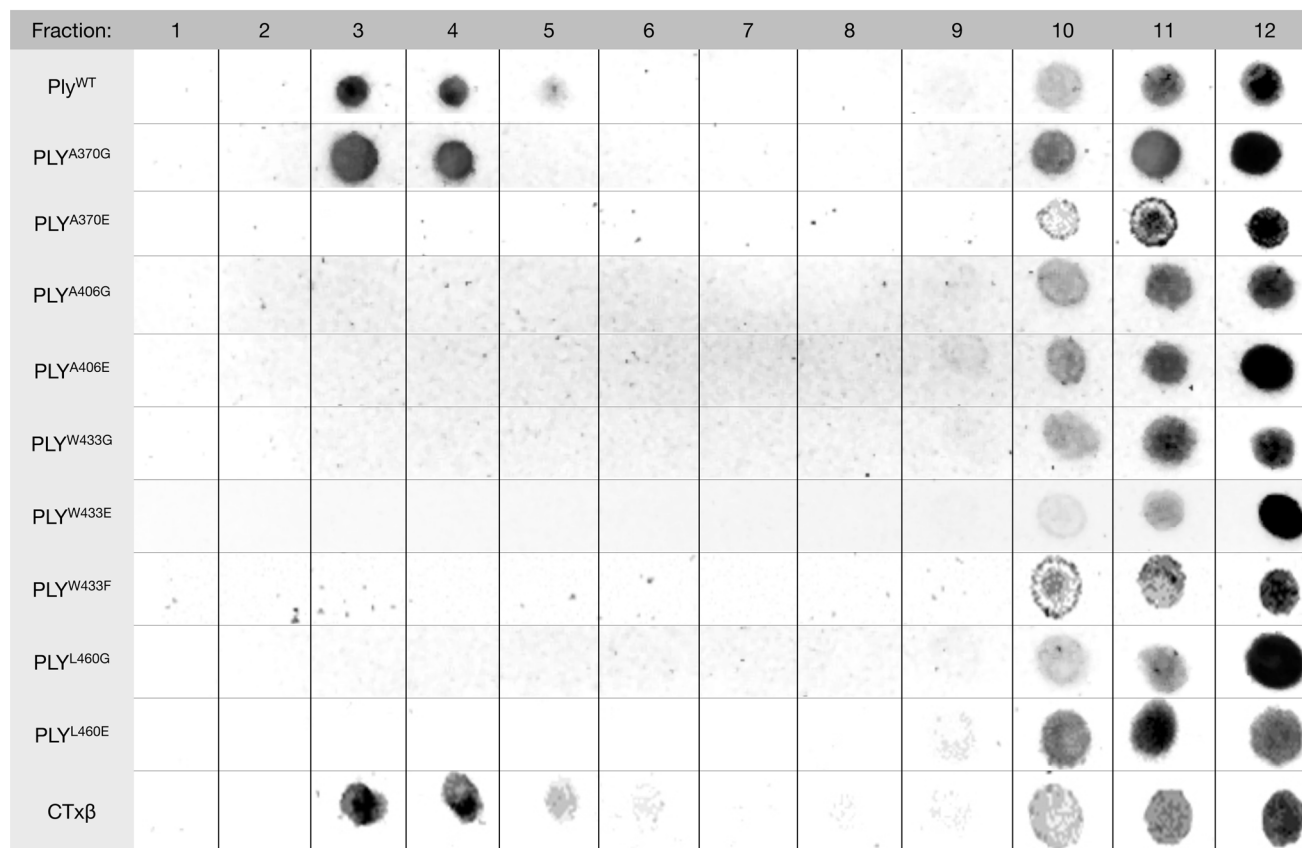 Fraction: 1 2 3 4 5 6 7 8 9 10 11 12
Ply^WT
PLY^A370G
PLY^A370E
PLY^A406G
PLY^A406E
PLY^W433G
PLY^W433E
PLY^W433F
PLY^L460G
PLY^L460E
CTxβ